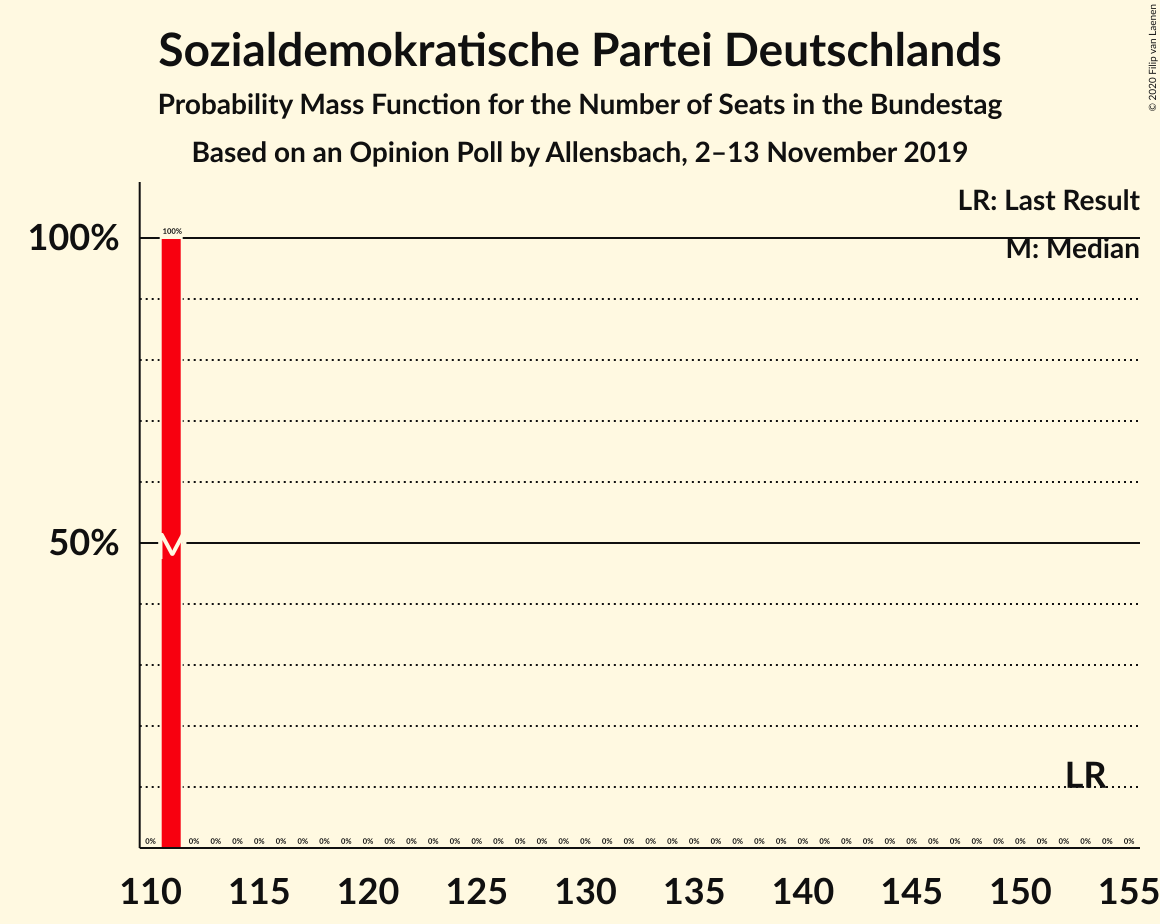 Sozialdemokratische Partei Deutschlands
Probability Mass Function for the Number of Seats in the Bundestag
Based on an Opinion Poll by Allensbach, 2–13 November 2019
© 2020 Filip van Laenen
LR: Last Result
M: Median
100%
100%
50%
M
LR
0% 0% 0% 0% 0% 0% 0% 0% 0% 0% 0% 0% 0% 0% 0% 0% 0% 0% 0% 0% 0% 0% 0% 0% 0% 0% 0% 0% 0% 0% 0% 0% 0% 0% 0% 0% 0% 0% 0% 0% 0% 0% 0% 0% 0%
110 115 120 125 130 135 140 145 150 155